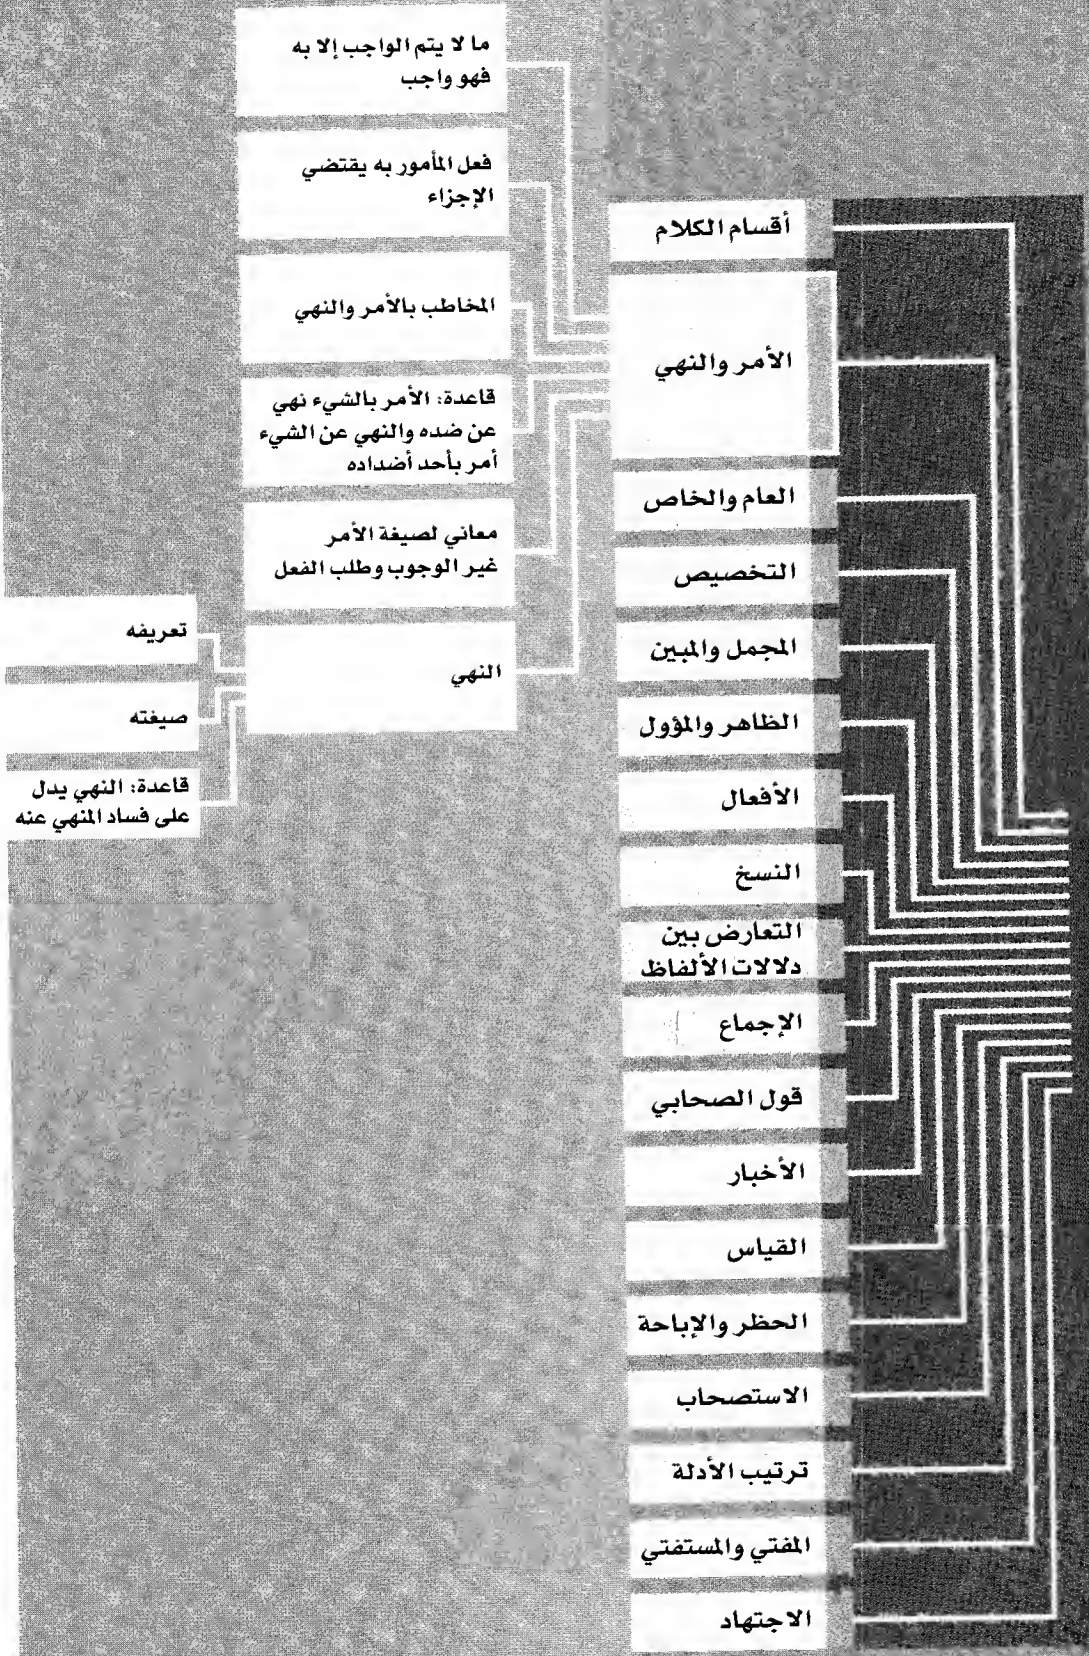 أقسام الكلام
الأمر والنهي
العام والخاص
التخصيص
المجمل والمبين
الظاهر والمؤول
الأفعال
النسخ
التعارض بين
دلالات الألفاظ
الإجماع
قول الصحابي
الأخبار
القياس
الحظر والإباحة
الاستصحاب
ترتيب الأدلة
المفتي والمستفتي
الاجتهاد
ما لا يتم الواجب إلا به
فهو واجب
فعل المأمور به يقتضي
الإجزاء
المخاطب بالأمر والنهي
قاعدة: الأمر بالشيء نهي
عن ضده والنهي عن الشيء
أمر بأحد أضداده
معاني لصيغة الأمر
غير الوجوب وطلب الفعل
النهي
تعريفه
صيغته
قاعدة: النهي يدل
على فساد المنهي عنه